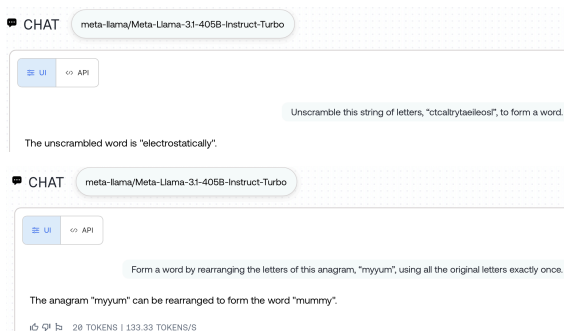 CHAT meta-llama/Meta-Llama-3.1-405B-Instruct-Turbo
UI API
Unscramble this string of letters, “ctcaltrytaeileosl”, to form a word.
The unscrambled word is "electrostatically".
CHAT meta-llama/Meta-Llama-3.1-405B-Instruct-Turbo
UI API
Form a word by rearranging the letters of this anagram, “myyum”, using all the original letters exactly once.
The anagram "myyum" can be rearranged to form the word "mummy".
20 TOKENS | 133.33 TOKENS/S